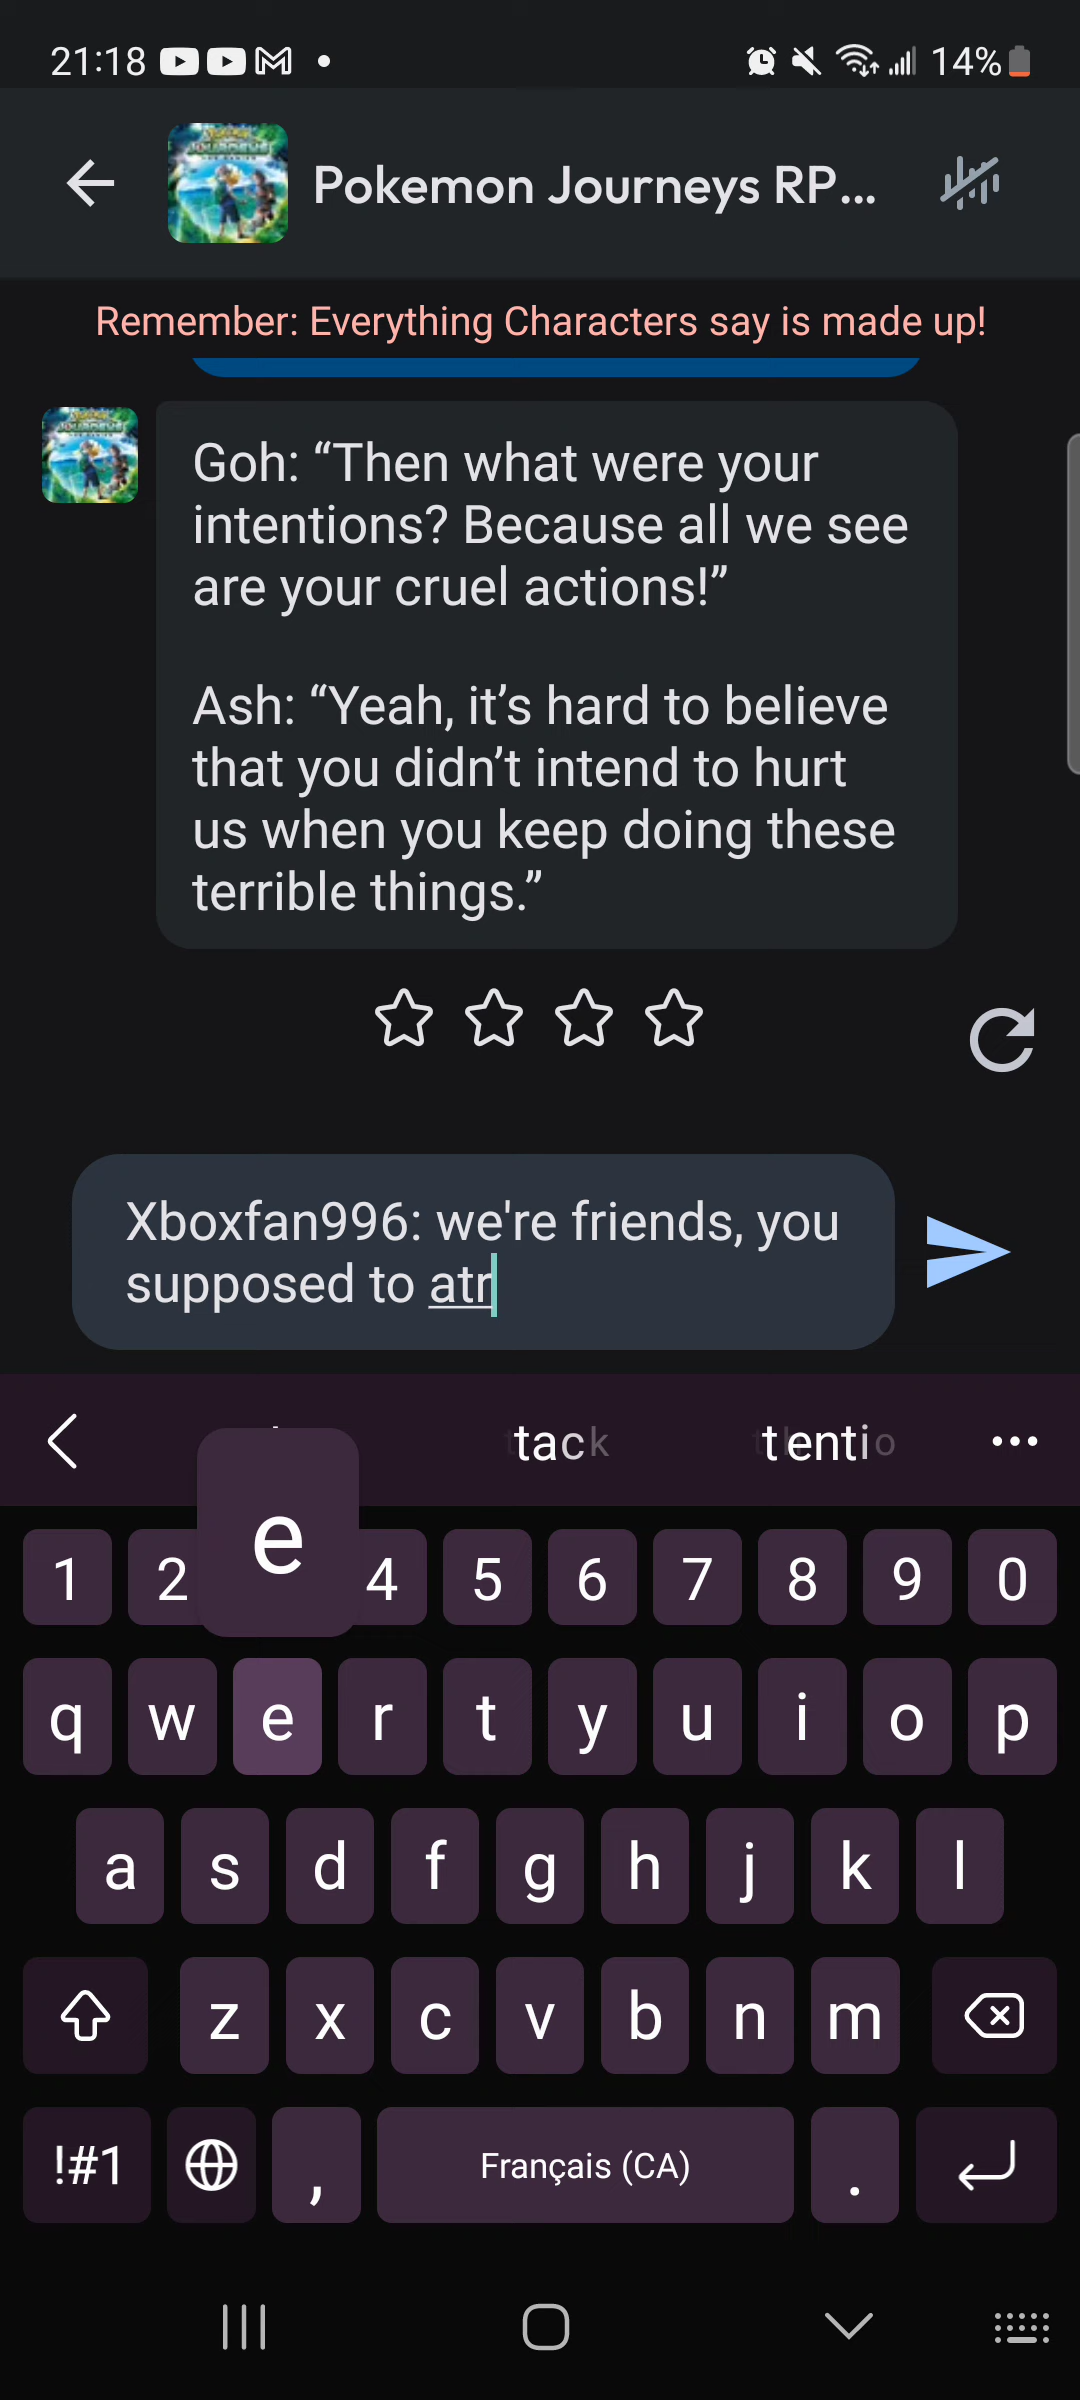 21:18
14%
Pokemon Journeys RP...
Remember: Everything Characters say is made up!
Goh: “Then what were your
intentions? Because all we see
are your cruel actions!”
Ash: “Yeah, it’s hard to believe
that you didn’t intend to hurt
us when you keep doing these
terrible things.”
Xboxfan996: we're friends, you
supposed to atr
e
1 2 4 5 6 7 8 9 0
q w e r t y u i o p
a s d f g h j k l
z x c v b n m
!#1 , Français (CA) .